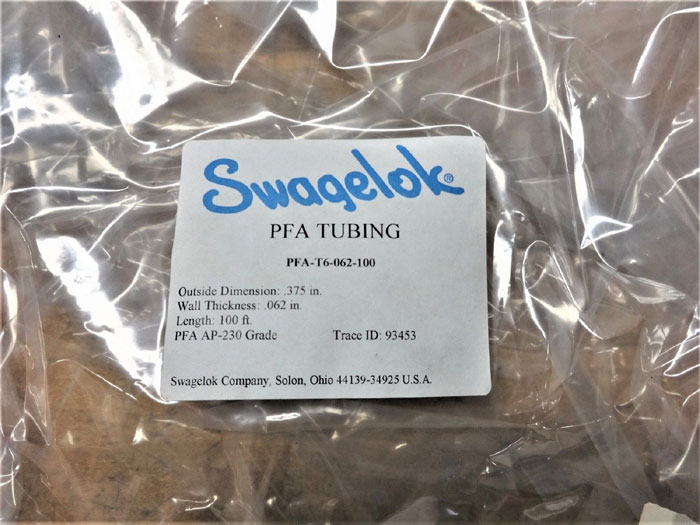 Swagelok®
PFA TUBING
PFA-T6-062-100
Outside Dimension: .375 in.
Wall Thickness: .062 in.
Length: 100 ft.
PFA AP-230 Grade Trace ID: 93453
Swagelok Company, Solon, Ohio 44139-34925 U.S.A.